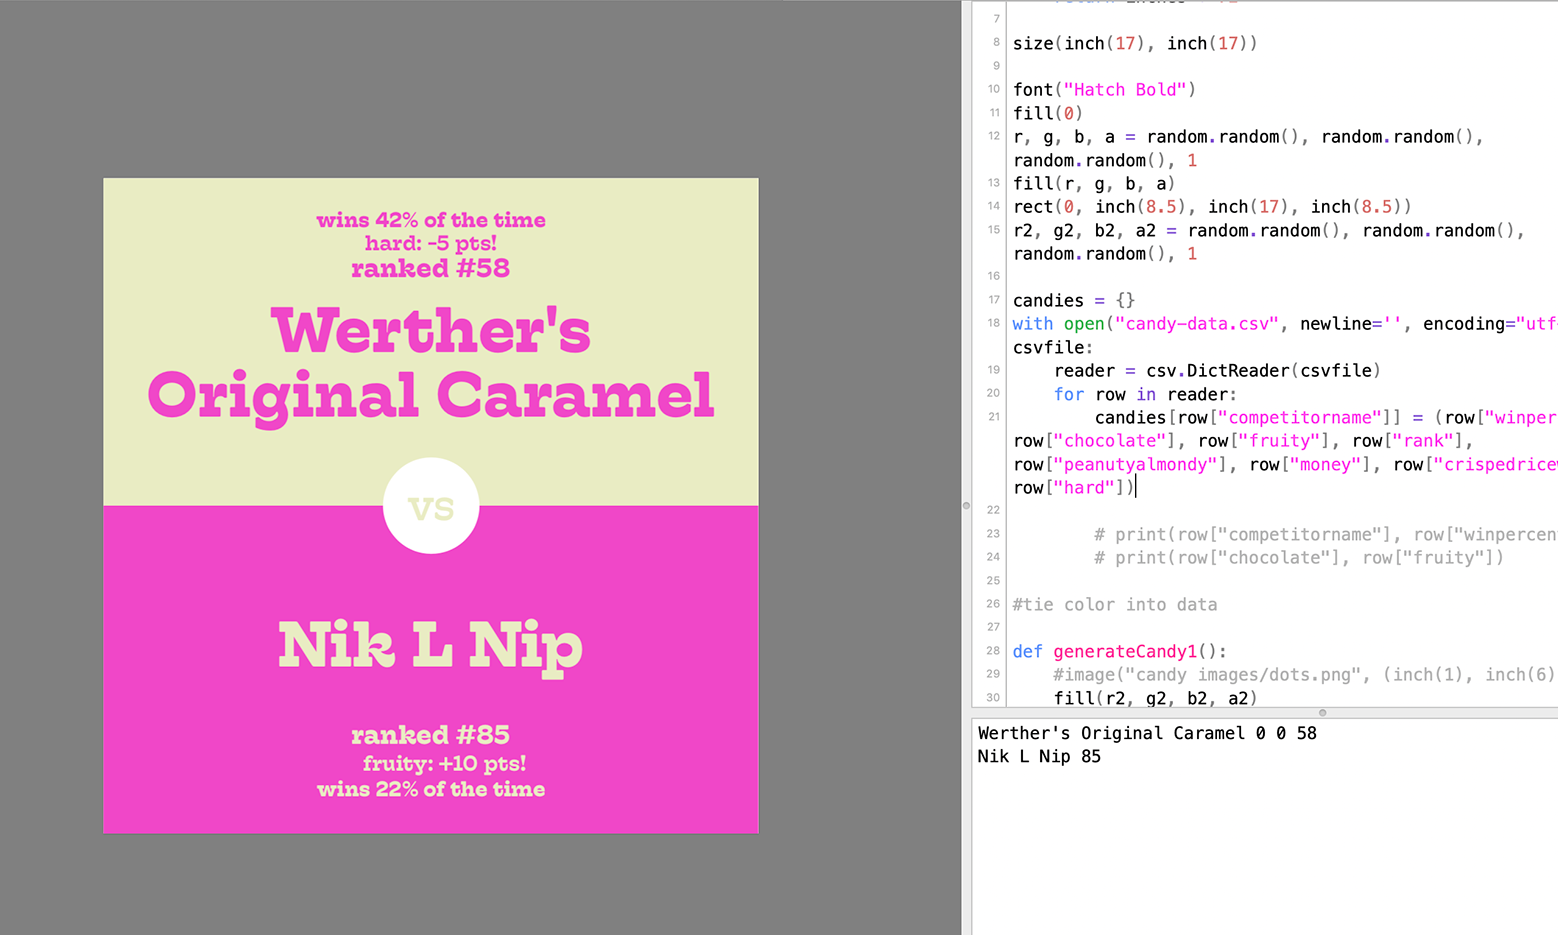 wins 42% of the time
hard: -5 pts!
ranked #58
Werther's
Original Caramel
vs
Nik L Nip
ranked #85
fruity: +10 pts!
wins 22% of the time
7
8 size(inch(17), inch(17))
9
10 font("Hatch Bold")
11 fill(0)
12 r, g, b, a = random.random(), random.random(),
random.random(), 1
13 fill(r, g, b, a)
14 rect(0, inch(8.5), inch(17), inch(8.5))
15 r2, g2, b2, a2 = random.random(), random.random(),
random.random(), 1
16
17 candies = {}
18 with open("candy-data.csv", newline='', encoding="utf-
csvfile:
19 reader = csv.DictReader(csvfile)
20 for row in reader:
21 candies[row["competitorname"]] = (row["winper
row["chocolate"], row["fruity"], row["rank"],
row["peanutyalmondy"], row["money"], row["crispedrice
row["hard"])
22
23 # print(row["competitorname"], row["winpercen
24 # print(row["chocolate"], row["fruity"])
25
26 #tie color into data
27
28 def generateCandy1():
29 #image("candy images/dots.png", (inch(1), inch(6)
30 fill(r2, g2, b2, a2)
Werther's Original Caramel 0 0 58
Nik L Nip 85